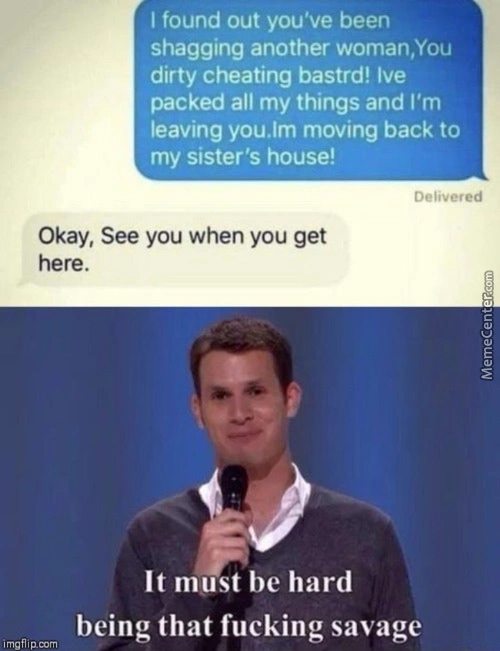 I found out you've been
shagging another woman,You
dirty cheating bastrd! Ive
packed all my things and I'm
leaving you.Im moving back to
my sister's house!
Delivered
Okay, See you when you get
here.
MemeCenter.com
It must be hard
being that fucking savage
imgflip.com